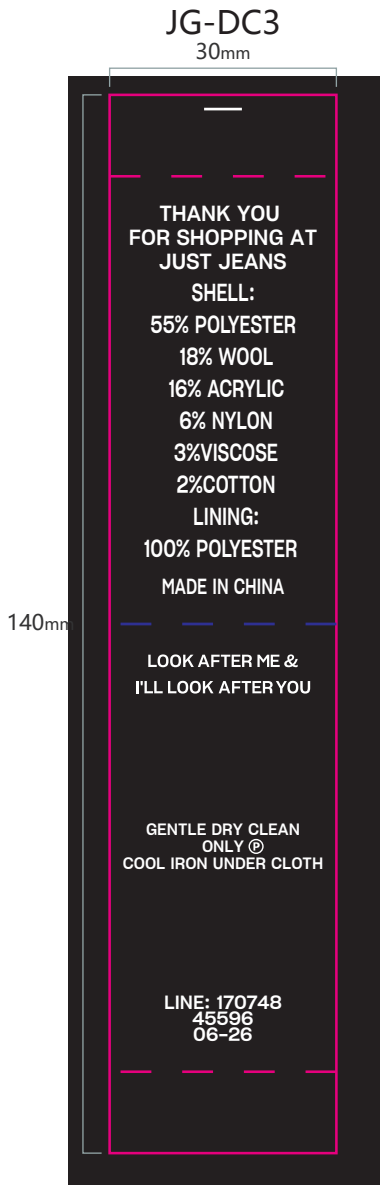 JG-DC3
30mm
THANK YOU
FOR SHOPPING AT
JUST JEANS
SHELL:
55% POLYESTER
18% WOOL
16% ACRYLIC
6% NYLON
3%VISCOSE
2%COTTON
LINING:
100% POLYESTER
MADE IN CHINA
140mm
LOOK AFTER ME &
I'LL LOOK AFTER YOU
GENTLE DRY CLEAN
ONLY Ⓟ
COOL IRON UNDER CLOTH
LINE: 170748
45596
06-26